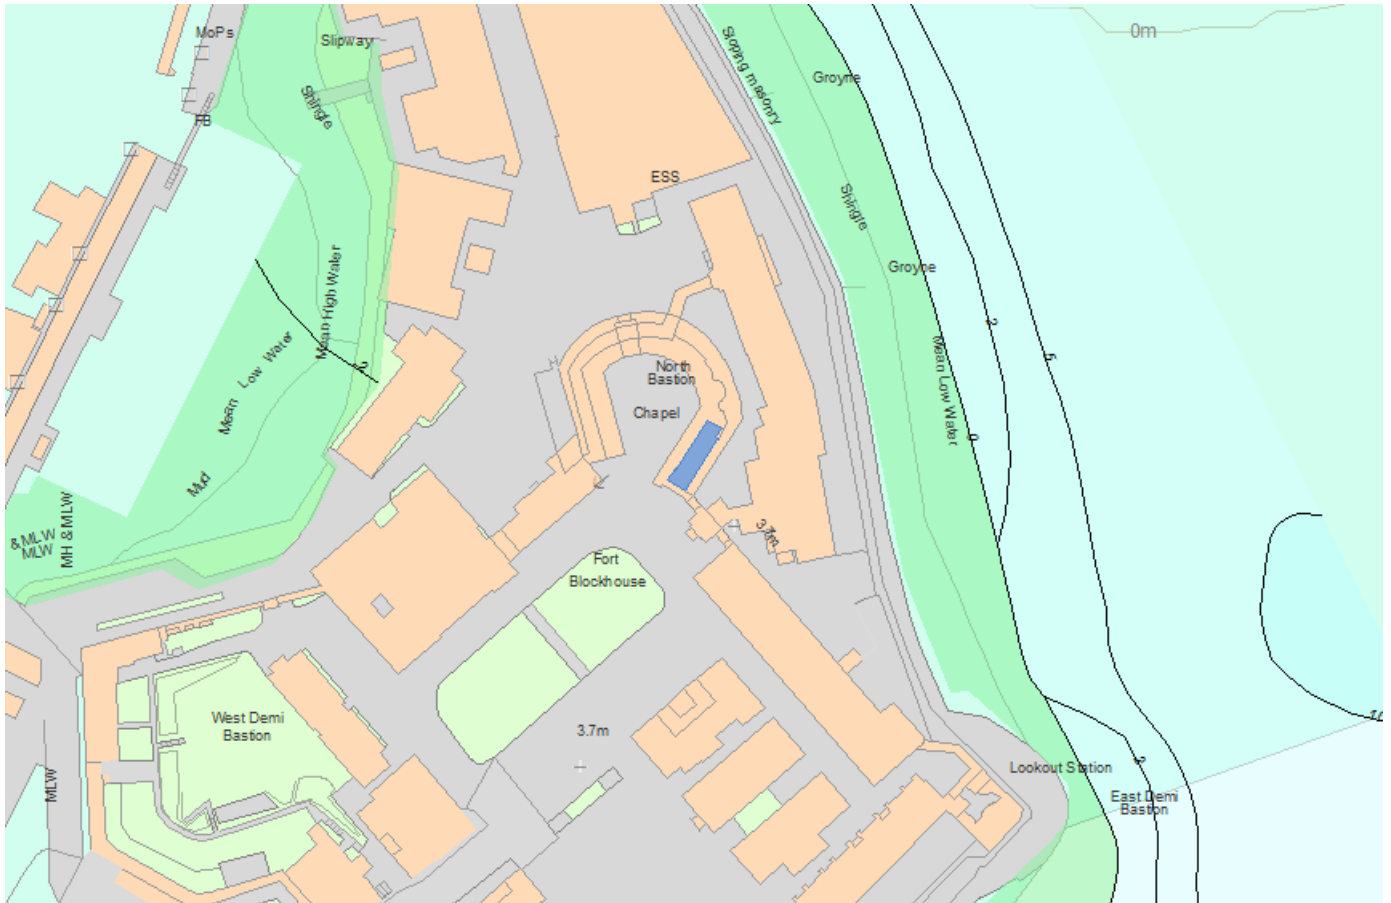 MoPs
Slipway
0m
Sloping masonry
Groyne
Shingle
FB
ESS
Shingle
Groyne
Mean High Water
2
5
Mean Low Water
Mean Low Water
-2
North
Bastion
Chapel
0
Mud
3.7m
& MLW
MLW
MH & MLW
Fort
Blockhouse
West Demi
Bastion
3.7m
Lookout Station
MLW
East Demi
Bastion
10